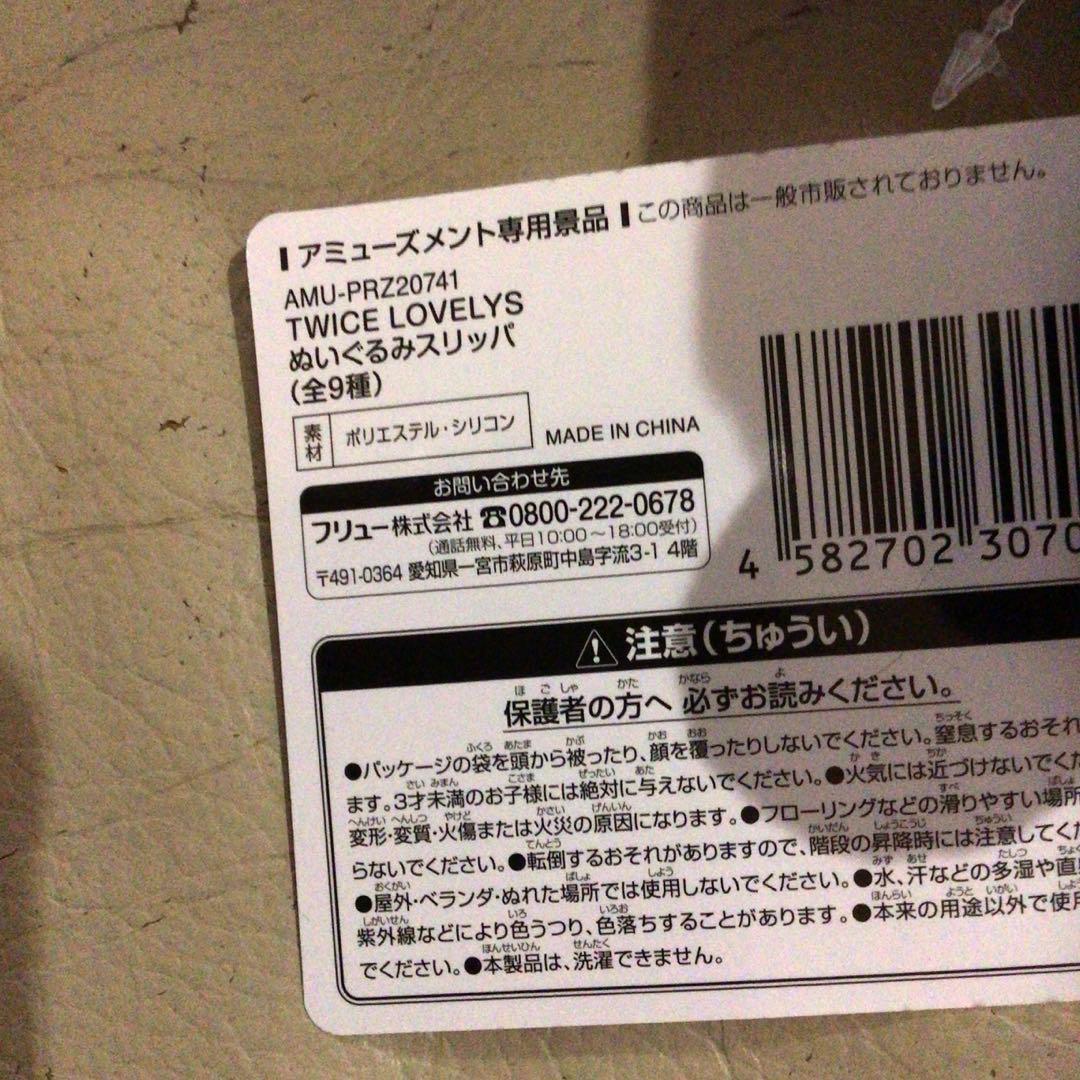 アミューズメント専用景品 この商品は一般市販されておりません。
AMU-PRZ20741
TWICE LOVELYS
ぬいぐるみスリッパ
(全9種)
素材 ポリエステル・シリコン MADE IN CHINA
お問い合わせ先
フリュー株式会社 ☎0800-222-0678
(通話無料、平日10:00～18:00受付)
〒491-0364 愛知県一宮市萩原町中島字流3-1 4階
4 582702 3070
⚠注意(ちゅうい)
保護者の方へ 必ずお読みください。
●パッケージの袋を頭から被ったり、顔を覆ったりしないでください。窒息するおそれ
ます。3才未満のお子様には絶対に与えないでください。●火気には近づけないでくだ
変形・変質・火傷または火災の原因になります。●フローリングなどの滑りやすい場所
らないでください。●転倒するおそれがありますので、階段の昇降時には注意してくだ
●屋外・ベランダ・ぬれた場所では使用しないでください。●水、汗などの多湿や直
紫外線などにより色うつり、色落ちすることがあります。●本来の用途以外で使用
でください。●本製品は、洗濯できません。